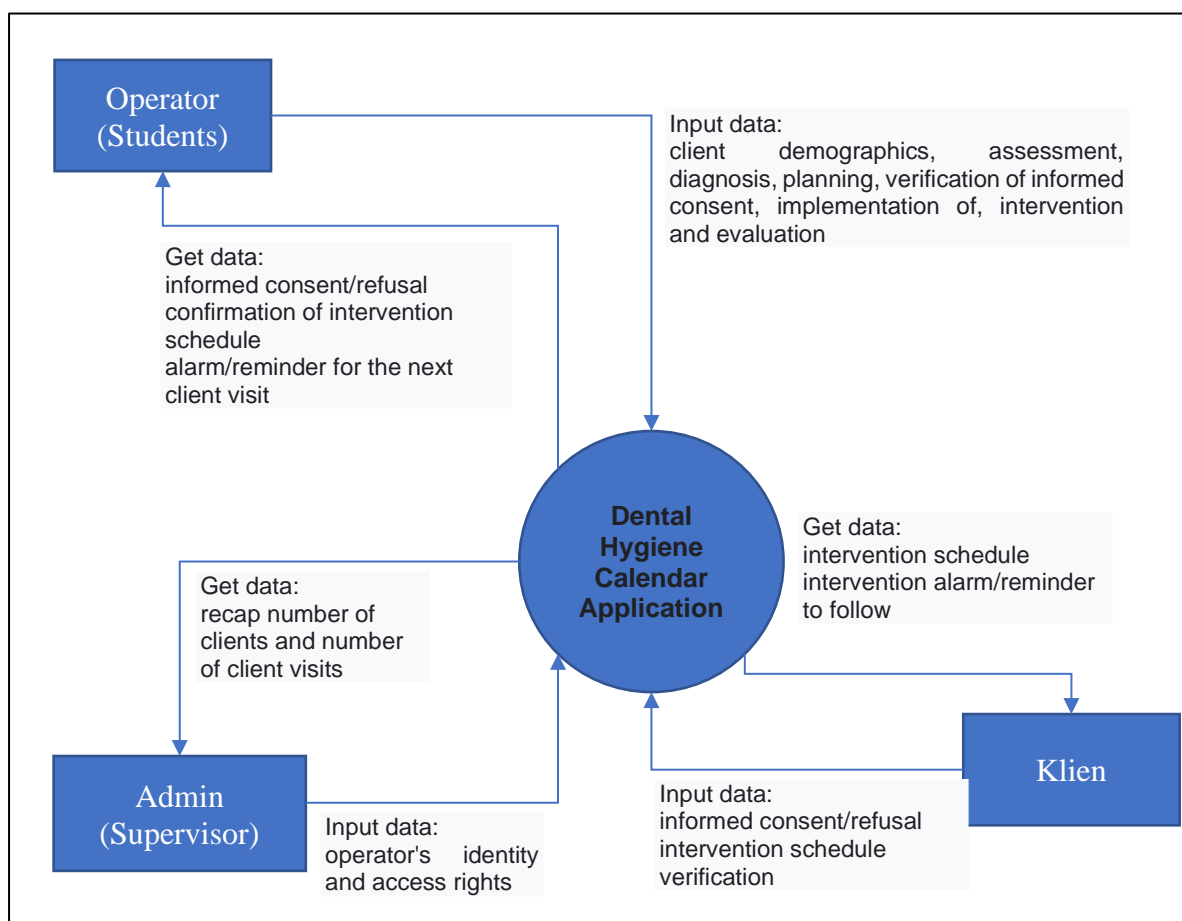 Operator
(Students)
Input data:
client demographics, assessment,
diagnosis, planning, verification of informed
consent, implementation of, intervention
and evaluation
Get data:
informed consent/refusal
confirmation of intervention
schedule
alarm/reminder for the next
client visit
Dental
Hygiene
Calendar
Application
Get data:
intervention schedule
intervention alarm/reminder
to follow
Get data:
recap number of
clients and number
of client visits
Admin
(Supervisor)
Input data:
operator's identity
and access rights
Input data:
informed consent/refusal
intervention schedule
verification
Klien